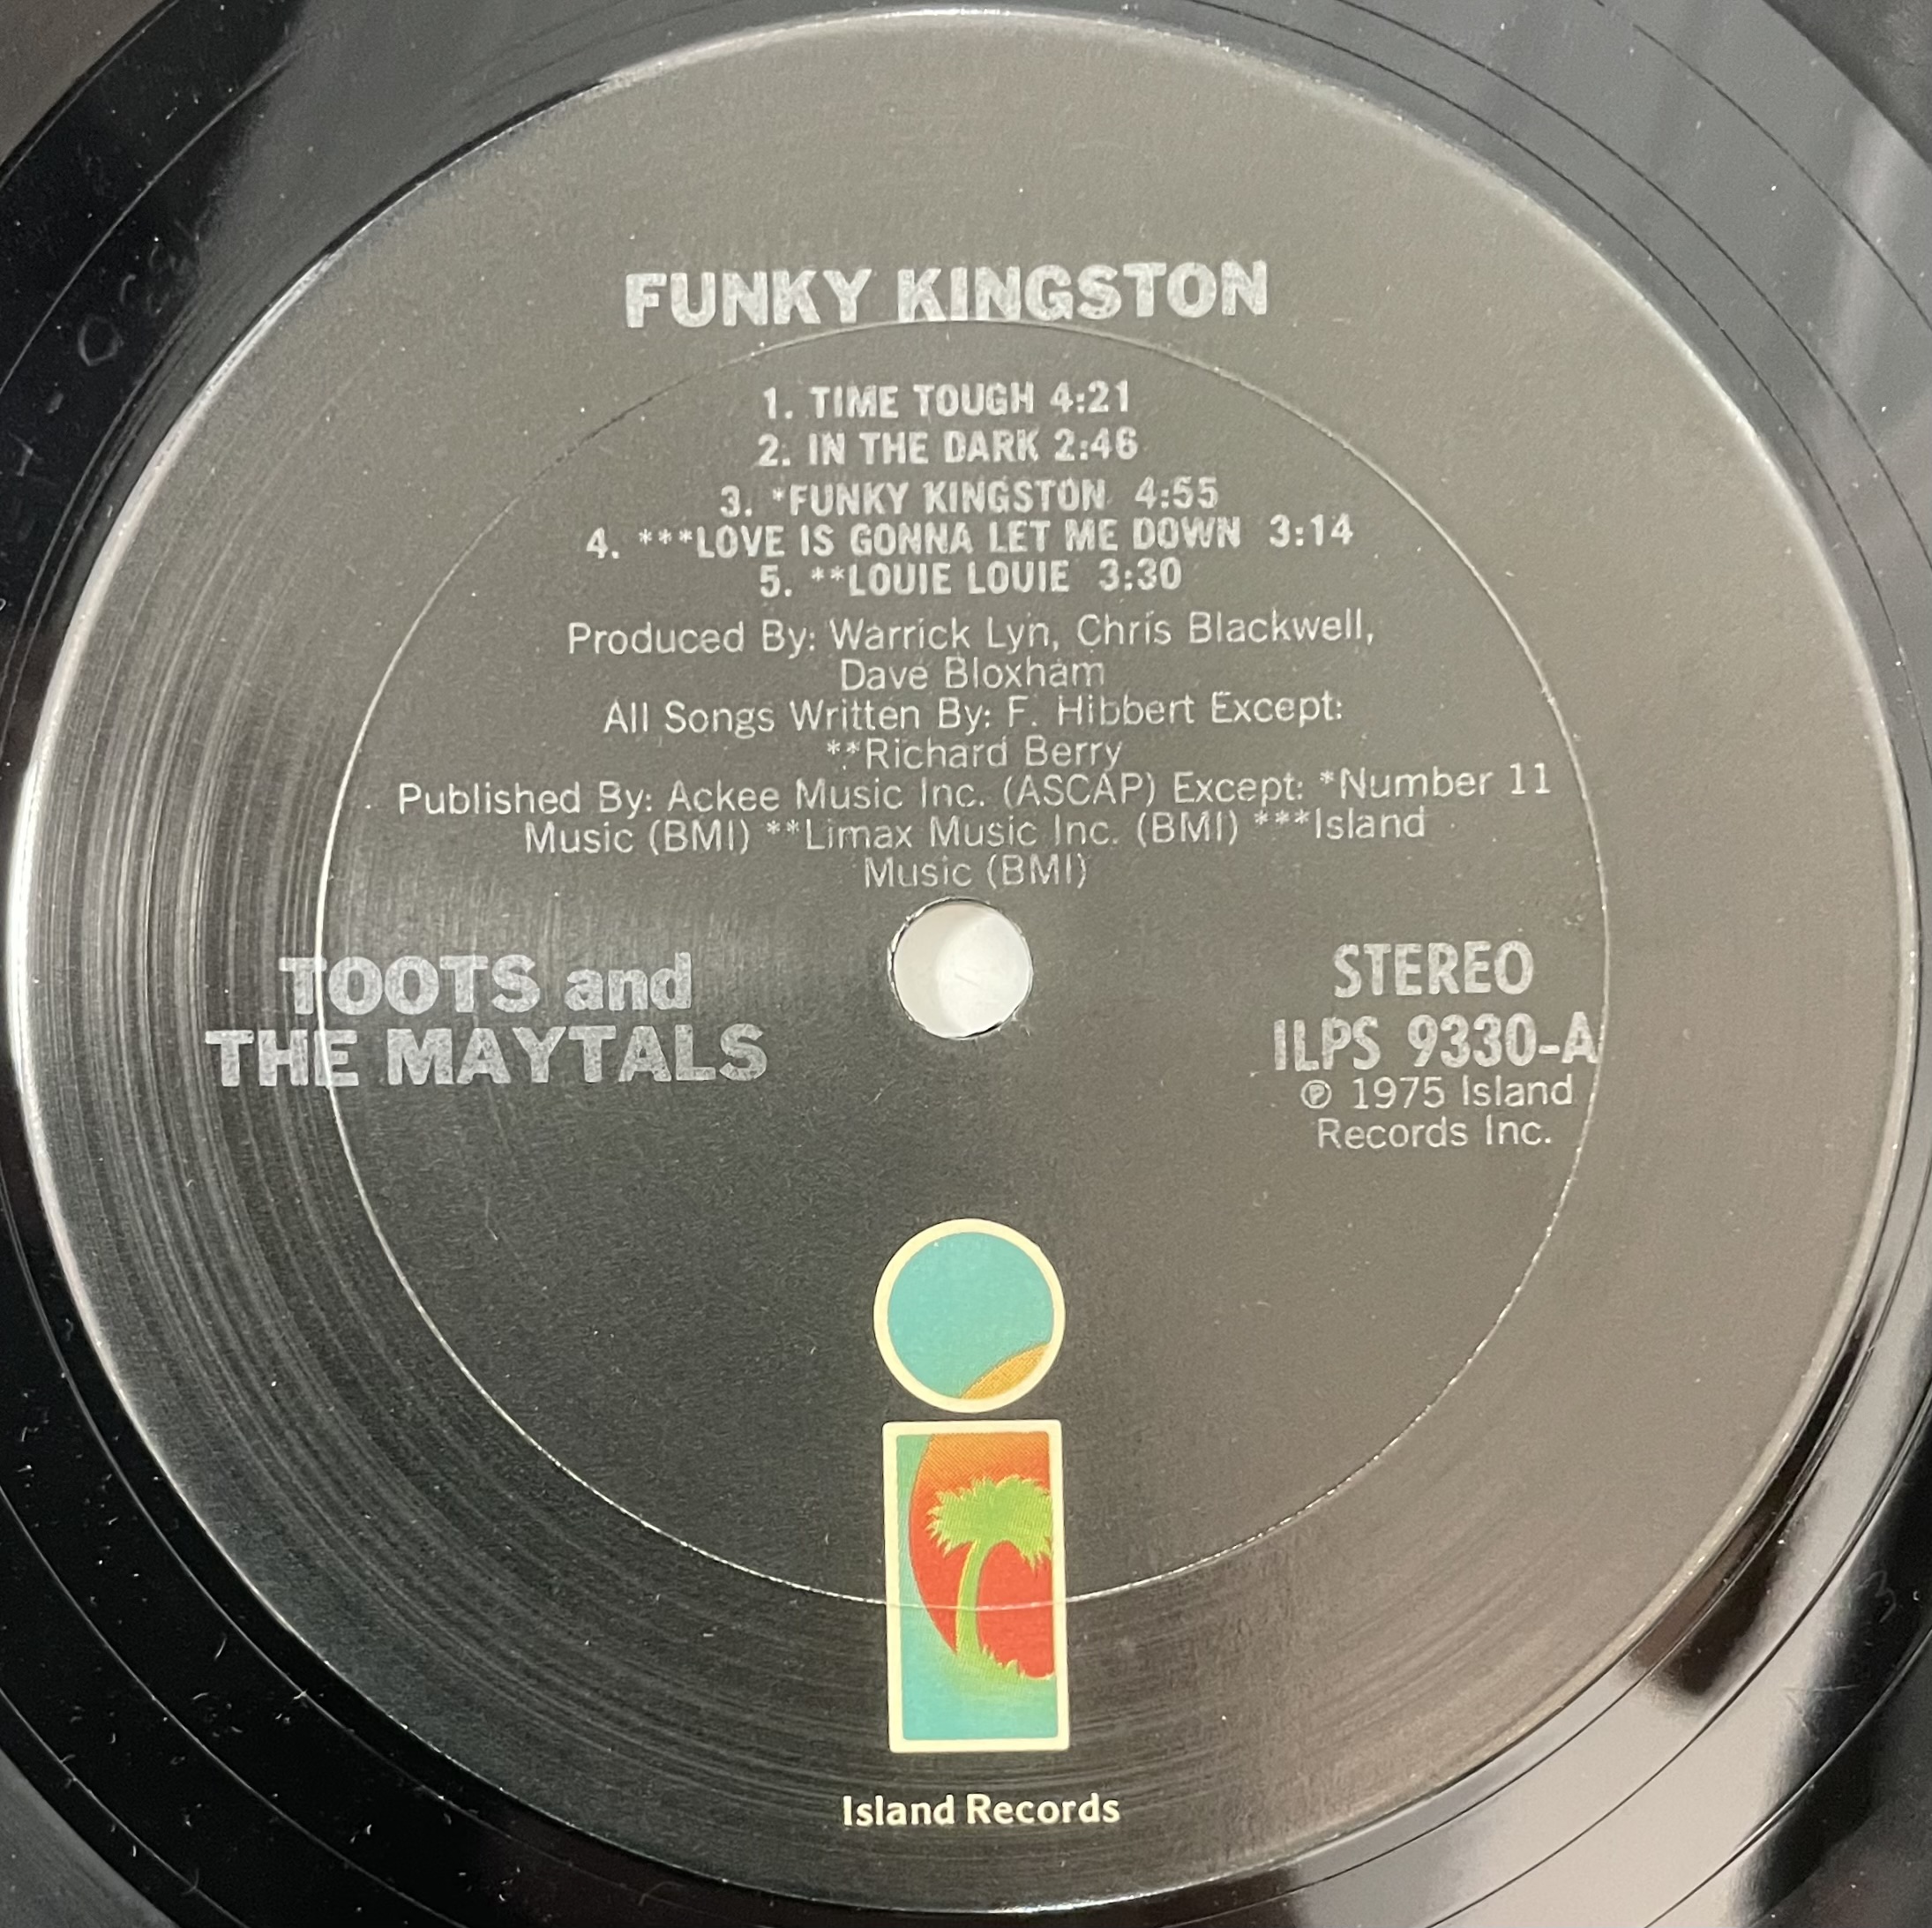 FUNKY KINGSTON
1. TIME TOUGH 4:21
2. IN THE DARK 2:46
3. *FUNKY KINGSTON 4:55
4. ***LOVE IS GONNA LET ME DOWN 3:14
5. **LOUIE LOUIE 3:30
Produced By: Warrick Lyn, Chris Blackwell,
Dave Bloxham
All Songs Written By: F. Hibbert Except:
**Richard Berry
Published By: Ackee Music Inc. (ASCAP) Except: *Number 11
Music (BMI) **Limax Music Inc. (BMI) ***Island
Music (BMI)
TOOTS and
THE MAYTALS
STEREO
ILPS 9330-A
℗ 1975 Island
Records Inc.
Island Records